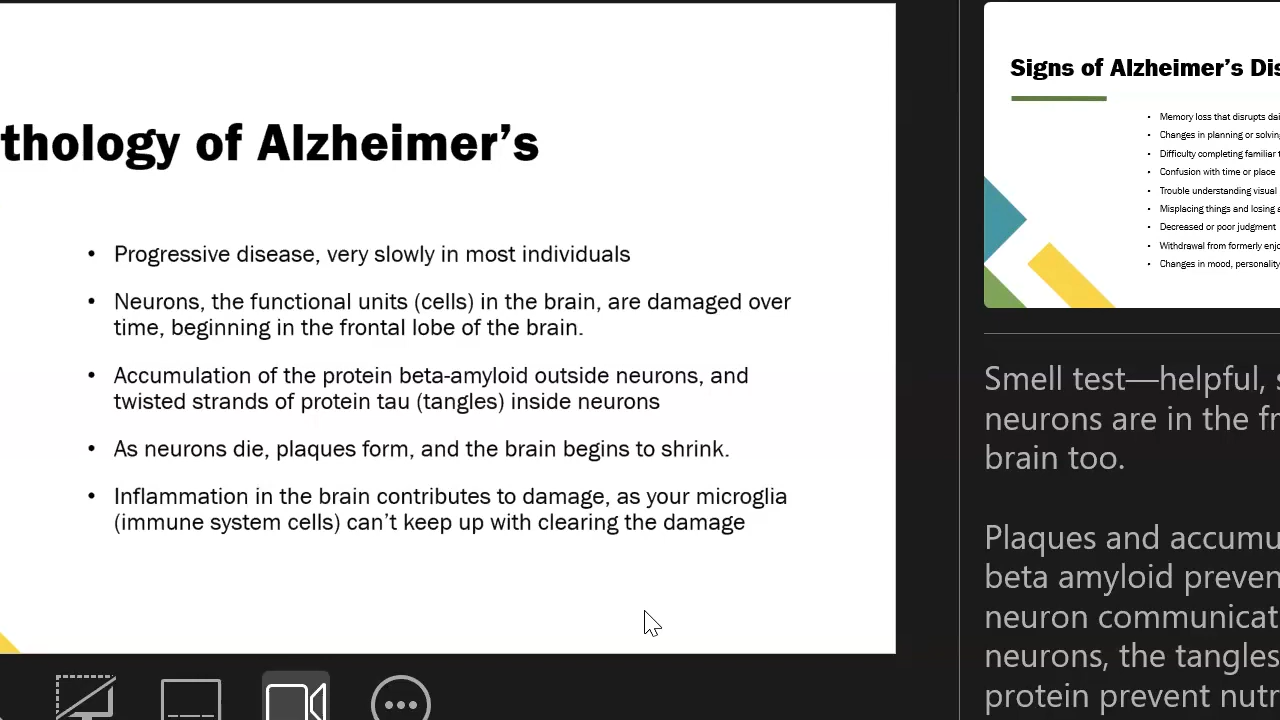 thology of Alzheimer's
• Progressive disease, very slowly in most individuals
• Neurons, the functional units (cells) in the brain, are damaged over
time, beginning in the frontal lobe of the brain.
• Accumulation of the protein beta-amyloid outside neurons, and
twisted strands of protein tau (tangles) inside neurons
• As neurons die, plaques form, and the brain begins to shrink.
• Inflammation in the brain contributes to damage, as your microglia
(immune system cells) can't keep up with clearing the damage
Signs of Alzheimer's Dis
• Memory loss that disrupts dai
• Changes in planning or solving
• Difficulty completing familiar t
• Confusion with time or place
• Trouble understanding visual
• Misplacing things and losing a
• Decreased or poor judgment
• Withdrawal from formerly enjo
• Changes in mood, personality
Smell test—helpful, s
neurons are in the fr
brain too.
Plaques and accumu
beta amyloid preven
neuron communicat
neurons, the tangles
protein prevent nutr